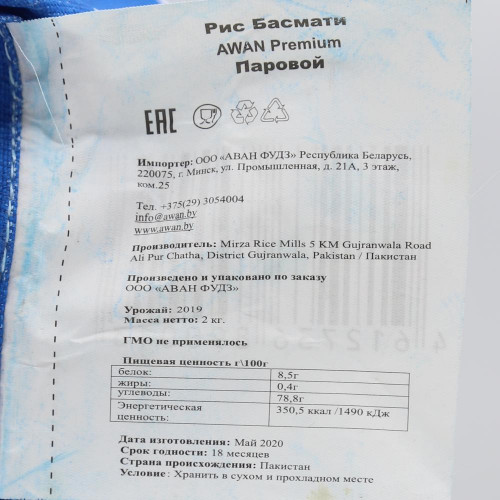 Рис Басмати
AWAN Premium
Паровой
EAC
Импортер: ООО «АВАН ФУДЗ» Республика Беларусь,
220075, г. Минск, ул. Промышленная, д. 21А, 3 этаж,
ком.25
Тел. +375(29) 3054004
info@awan.by
www.awan.by
Производитель: Mirza Rice Mills 5 KM Gujranwala Road
Ali Pur Chatha, District Gujranwala, Pakistan / Пакистан
Произведено и упаковано по заказу
ООО «АВАН ФУДЗ»
Урожай: 2019
Масса нетто: 2 кг.
ГМО не применялось
Пищевая ценность г\100г
белок: 8,5г
жиры: 0,4г
углеводы: 78,8г
Энергетическая ценность: 350,5 ккал /1490 кДж
Дата изготовления: Май 2020
Срок годности: 18 месяцев
Страна происхождения: Пакистан
Условие: Хранить в сухом и прохладном месте